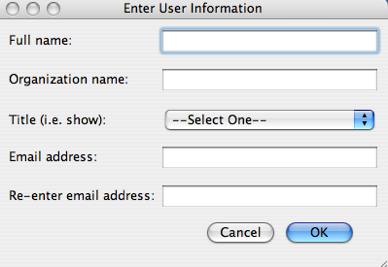 Enter User Information
Full name:
Organization name:
Title (i.e. show):
--Select One--
Email address:
Re-enter email address:
Cancel
OK